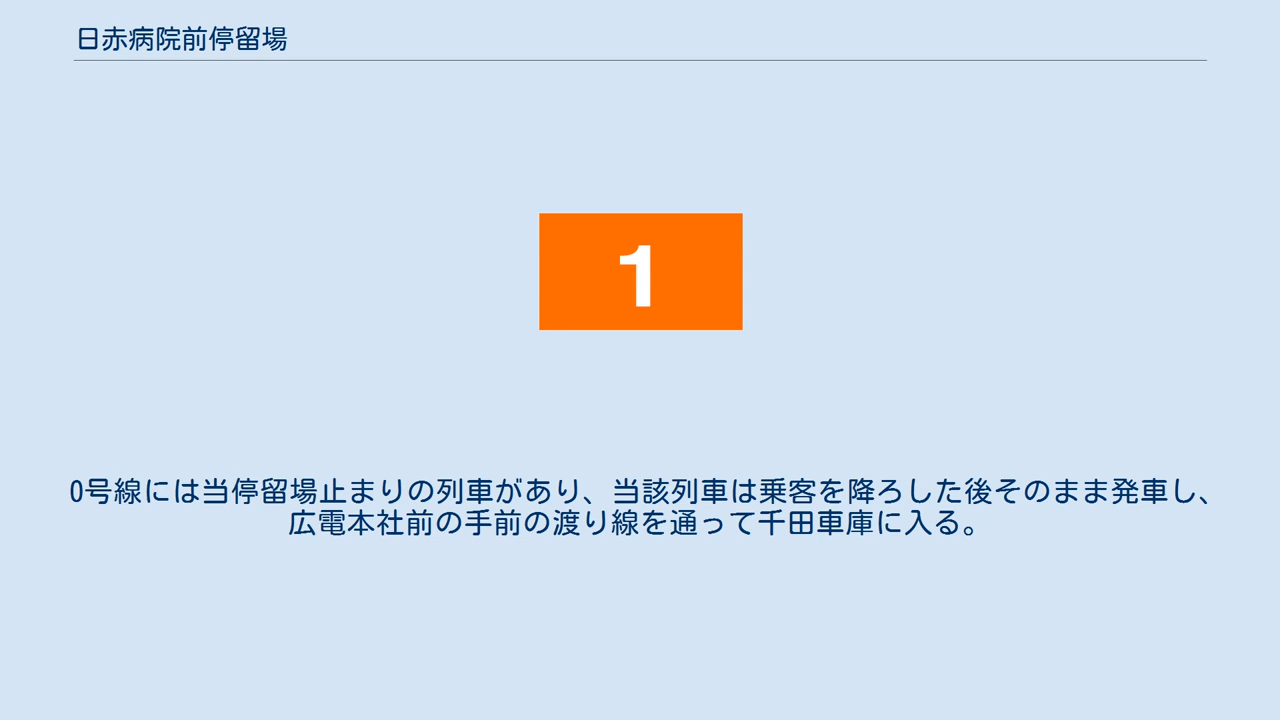 日赤病院前停留場
1
0号線には当停留場止まりの列車があり、当該列車は乗客を降ろした後そのまま発車し、
広電本社前の手前の渡り線を通って千田車庫に入る。